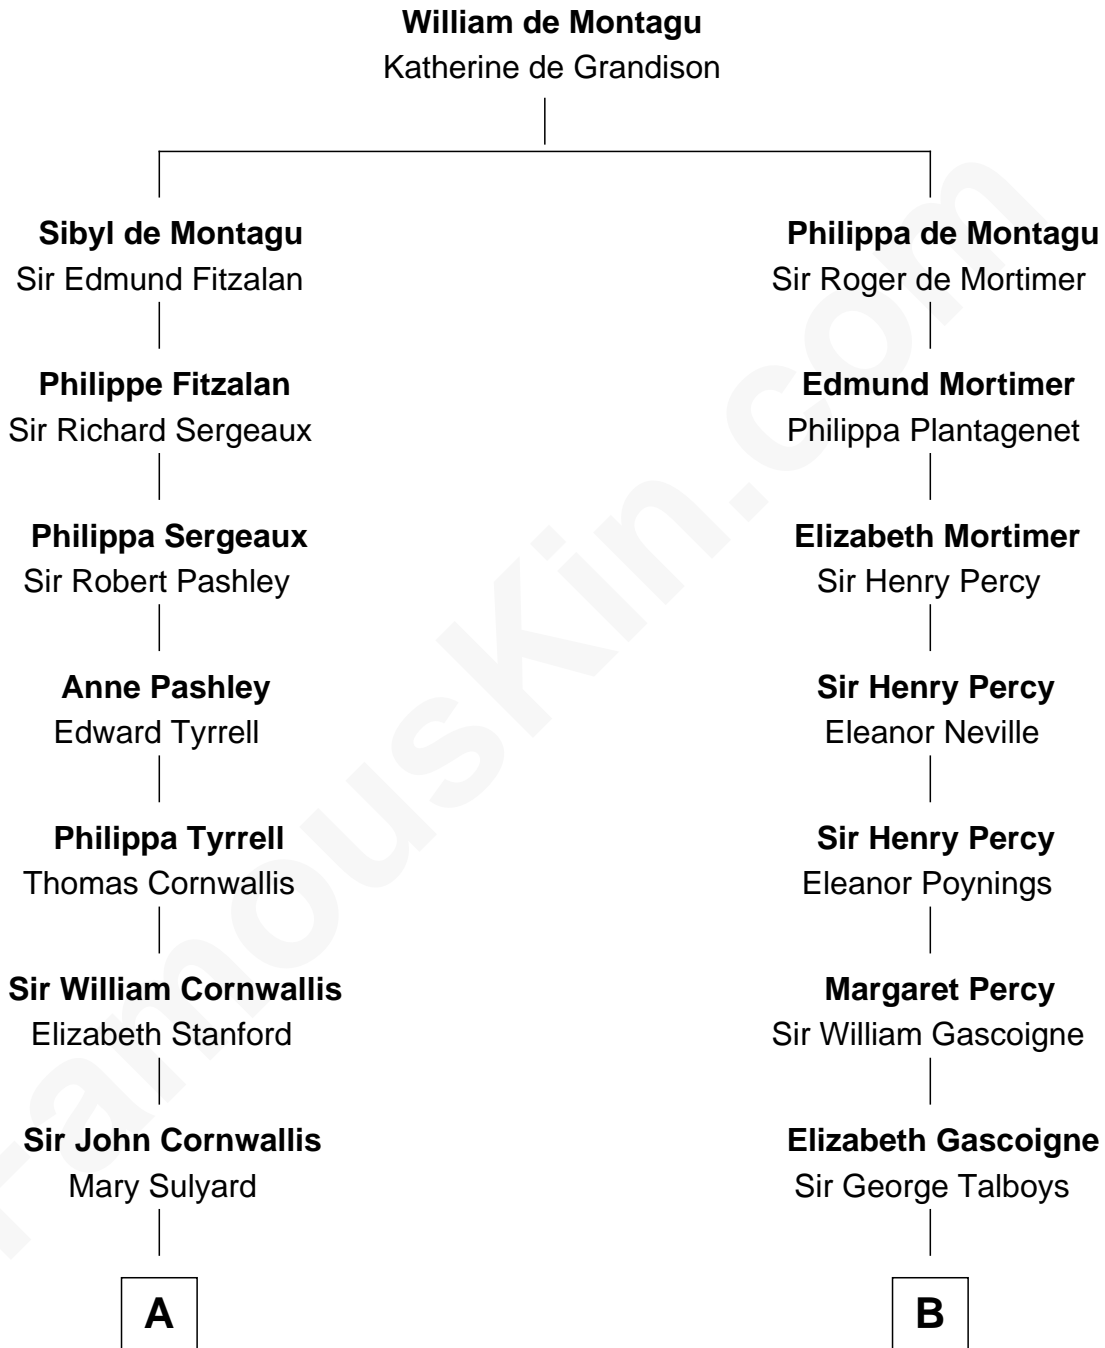 William de Montagu
Katherine de Grandison
Sibyl de Montagu
Sir Edmund Fitzalan
Philippa de Montagu
Sir Roger de Mortimer
Philippe Fitzalan
Sir Richard Sergeaux
Edmund Mortimer
Philippa Plantagenet
Philippa Sergeaux
Sir Robert Pashley
Elizabeth Mortimer
Sir Henry Percy
Anne Pashley
Edward Tyrrell
Sir Henry Percy
Eleanor Neville
Philippa Tyrrell
Thomas Cornwallis
Sir Henry Percy
Eleanor Poynings
Sir William Cornwallis
Elizabeth Stanford
Margaret Percy
Sir William Gascoigne
Sir John Cornwallis
Mary Sulyard
Elizabeth Gascoigne
Sir George Talboys
A
B
FamousKin.com